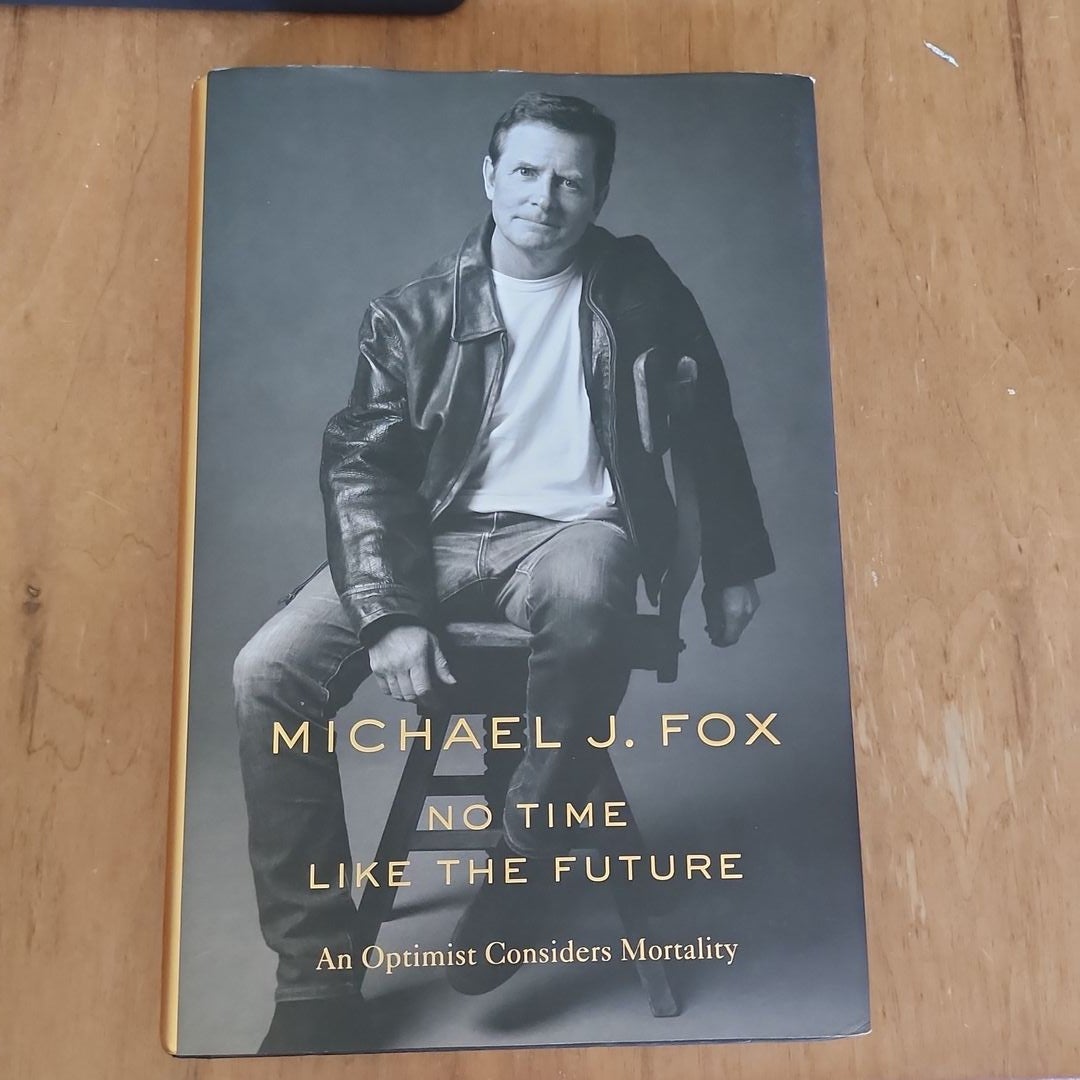 MICHAEL J. FOX
NO TIME
LIKE THE FUTURE
An Optimist Considers Mortality